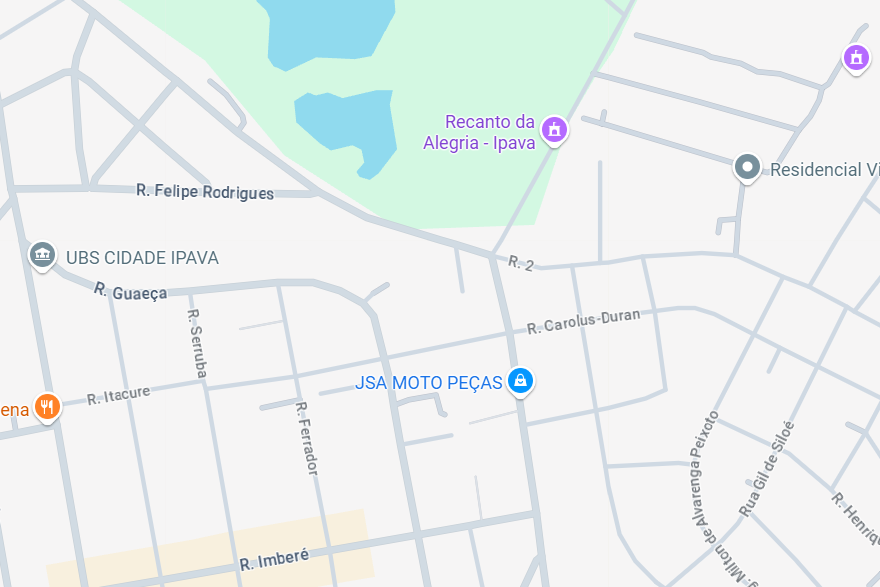 Recanto da
Alegria - Ipava
Residencial Vi
R. Felipe Rodrigues
UBS CIDADE IPAVA
R. 2
R. Guaeça
R. Serruba
R. Carolus-Duran
JSA MOTO PEÇAS
R. Itacure
ena
R. Ferrador
R. Milton de Alvarenga Peixoto
Rua Gil de Siloé
R. Henriqu
R. Imberé